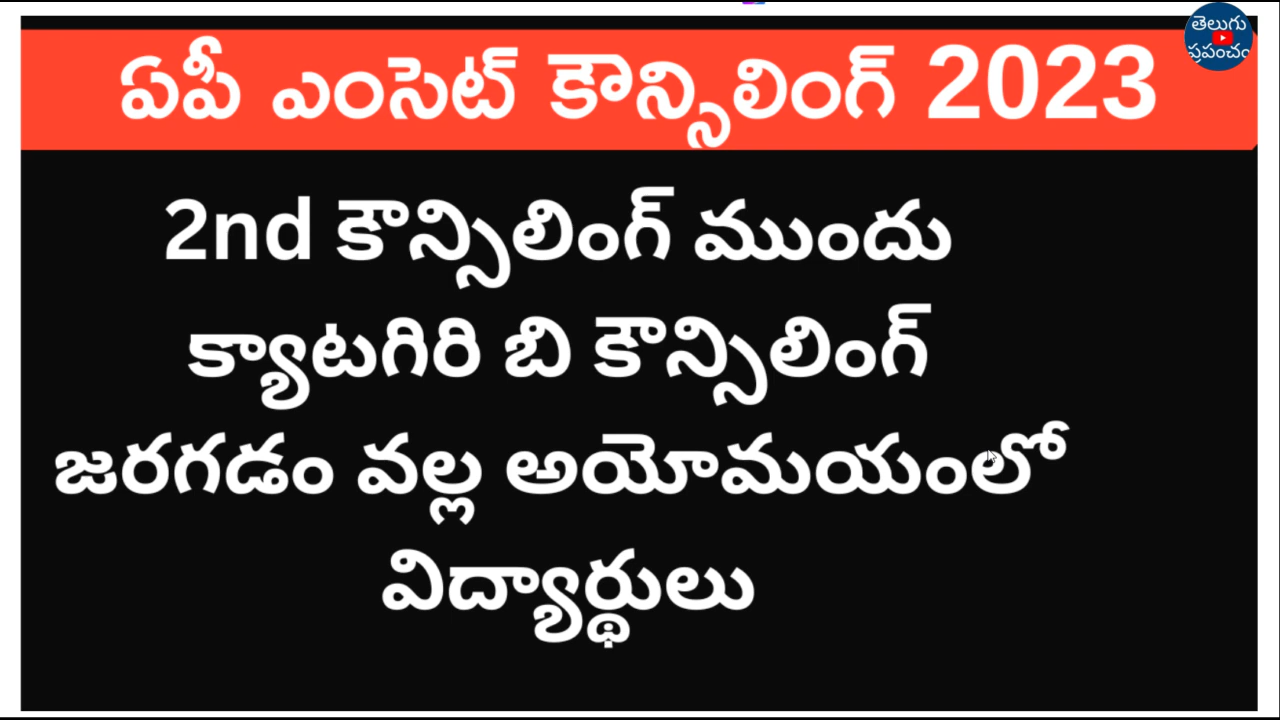 తెలుగు
ప్రపంచం
ఏపీ ఎంసెట్ కౌన్సిలింగ్ 2023
2nd కౌన్సిలింగ్ ముందు
క్యాటగిరి బి కౌన్సిలింగ్
జరగడం వల్ల అయోమయంలో
విద్యార్థులు